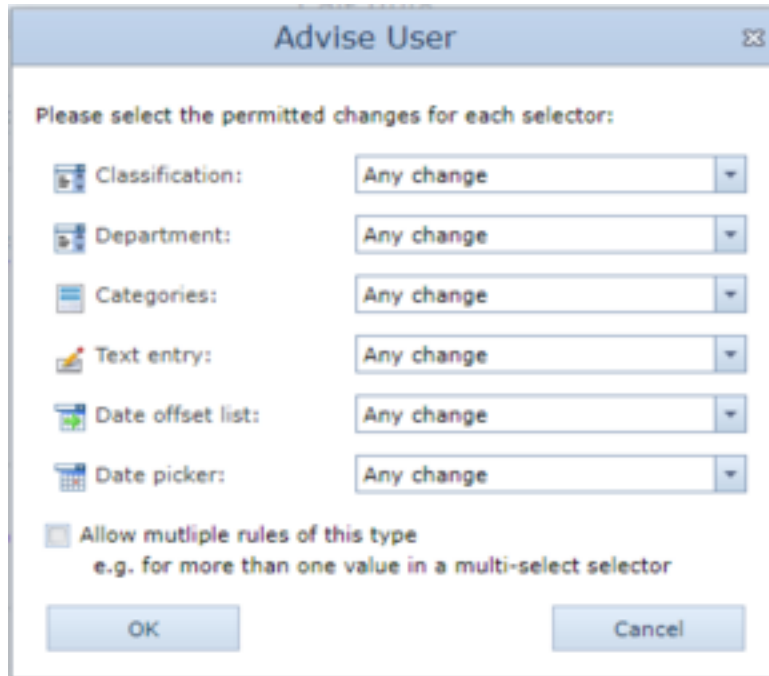 Advise User
Please select the permitted changes for each selector:
Classification: Any change
Department: Any change
Categories: Any change
Text entry: Any change
Date offset list: Any change
Date picker: Any change
Allow mutliple rules of this type
e.g. for more than one value in a multi-select selector
OK Cancel